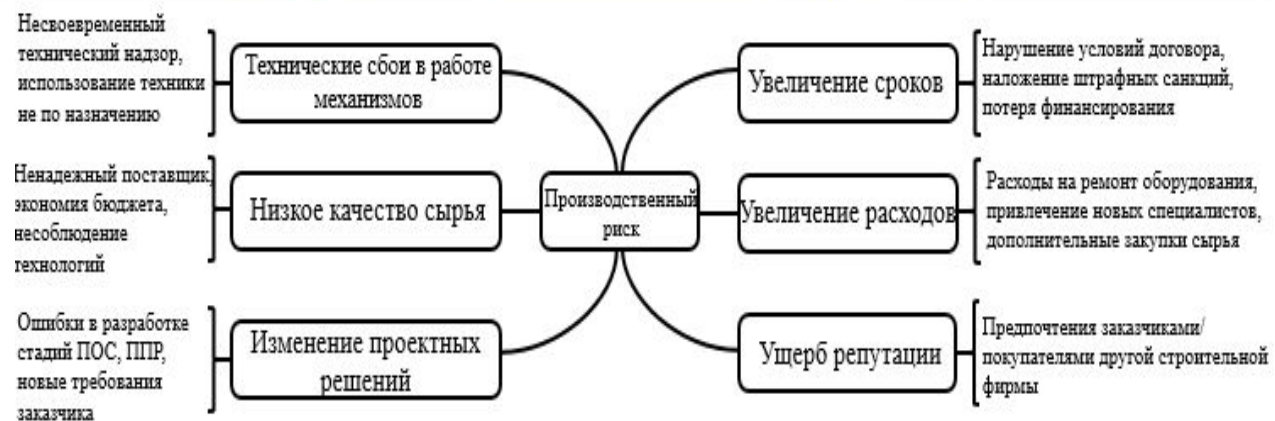 Несвоевременный
технический надзор,
использование техники
не по назначению
Технические сбои в работе
механизмов
Ненадежный поставщик,
экономия бюджета,
несоблюдение
технологий
Низкое качество сырья
Ошибки в разработке
стадий ПОС, ППР,
новые требования
заказчика
Изменение проектных
решений
Производственный
риск
Увеличение сроков
Нарушение условий договора,
наложение штрафных санкций,
потеря финансирования
Увеличение расходов
Расходы на ремонт оборудования,
привлечение новых специалистов,
дополнительные закупки сырья
Ущерб репутации
Предпочтения заказчиками/
покупателями другой строительной
фирмы